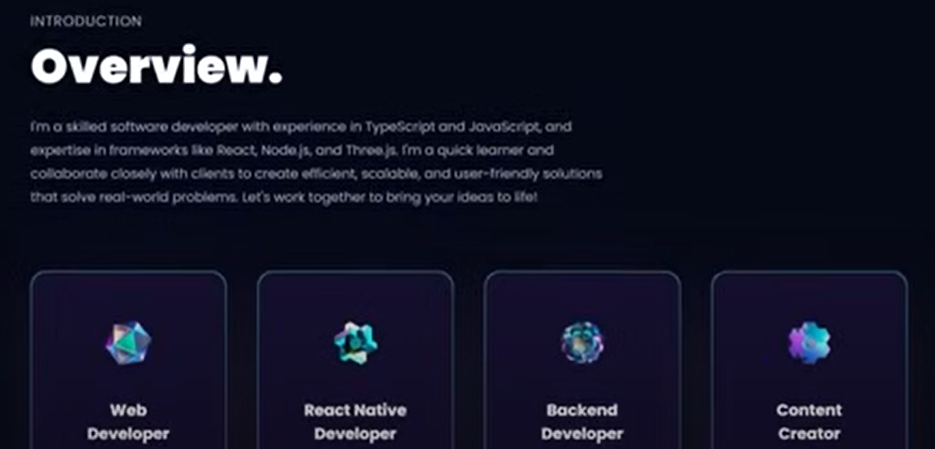 INTRODUCTION
Overview.
I'm a skilled software developer with experience in TypeScript and JavaScript, and
expertise in frameworks like React, Node.js, and Three.js. I'm a quick learner and
collaborate closely with clients to create efficient, scalable, and user-friendly solutions
that solve real-world problems. Let's work together to bring your ideas to life!
Web
Developer
React Native
Developer
Backend
Developer
Content
Creator